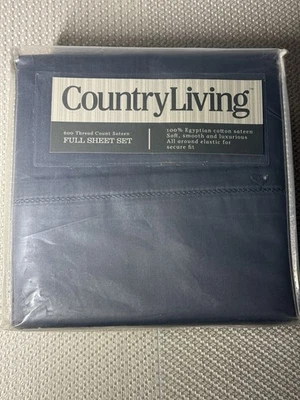 CountryLiving
600 Thread Count Sateen
FULL SHEET SET
100% Egyptian cotton sateen
Soft, smooth and luxurious
All around elastic for
secure fit